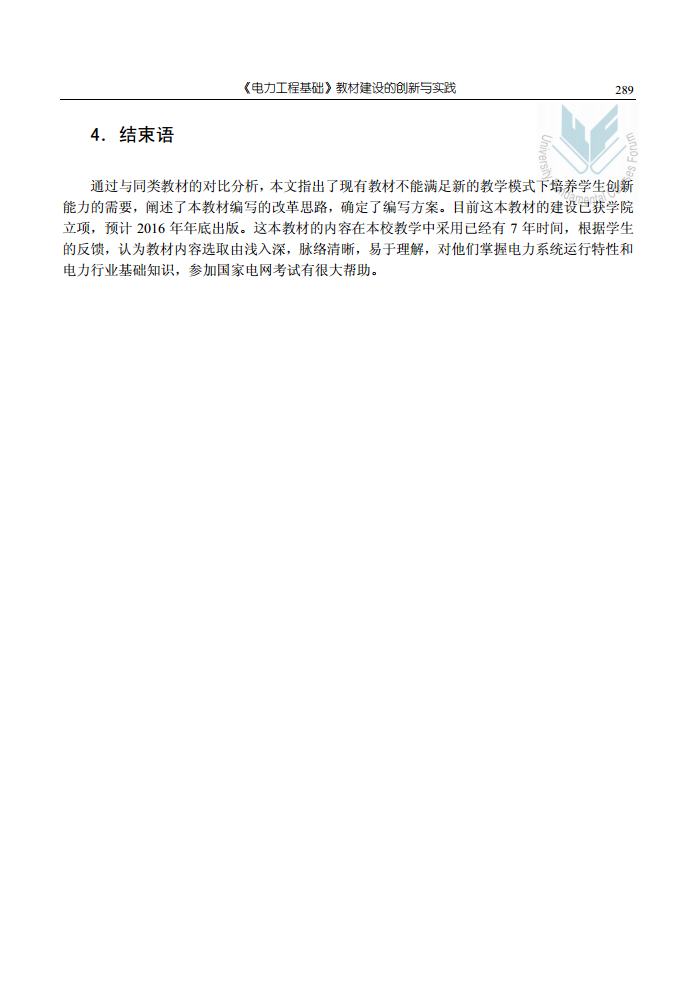 《电力工程基础》教材建设的创新与实践 289
4．结束语
通过与同类教材的对比分析，本文指出了现有教材不能满足新的教学模式下培养学生创新
能力的需要，阐述了本教材编写的改革思路，确定了编写方案。目前这本教材的建设已获学院
立项，预计 2016 年年底出版。这本教材的内容在本校教学中采用已经有 7 年时间，根据学生
的反馈，认为教材内容选取由浅入深，脉络清晰，易于理解，对他们掌握电力系统运行特性和
电力行业基础知识，参加国家电网考试有很大帮助。